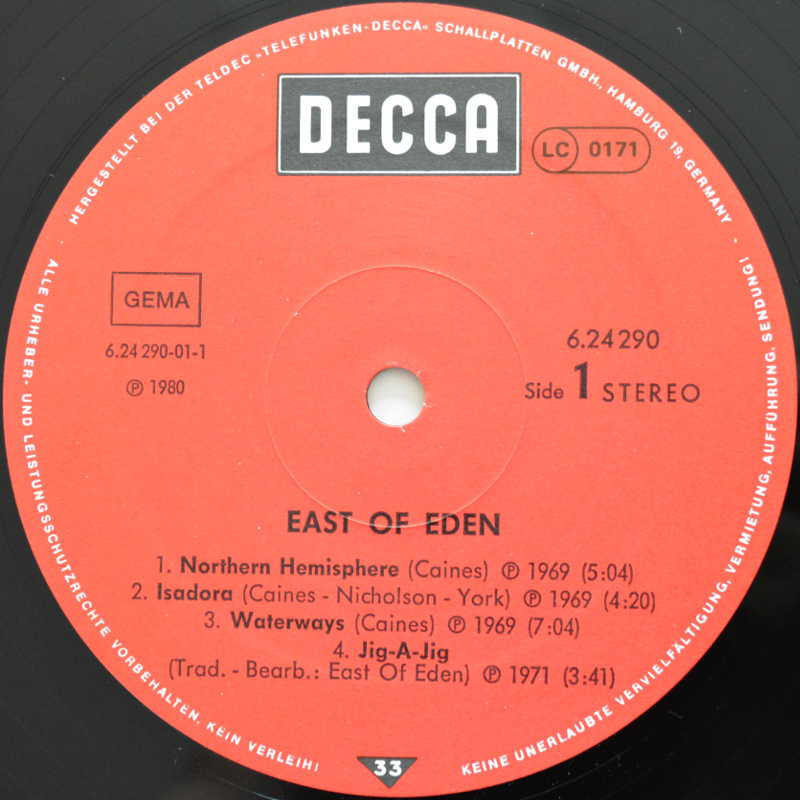 HERGESTELLT BEI DER TELDEC »TELEFUNKEN-DECCA« SCHALLPLATTEN GMBH., HAMBURG 19, GERMANY ·
DECCA
LC 0171
GEMA
6.24 290-01-1
Ⓟ 1980
6.24 290
Side 1 STEREO
EAST OF EDEN
1. Northern Hemisphere (Caines) Ⓟ 1969 (5:04)
2. Isadora (Caines - Nicholson - York) Ⓟ 1969 (4:20)
3. Waterways (Caines) Ⓟ 1969 (7:04)
4. Jig-A-Jig
(Trad. - Bearb.: East Of Eden) Ⓟ 1971 (3:41)
33
· ALLE URHEBER- UND LEISTUNGSSCHUTZRECHTE VORBEHALTEN, KEIN VERLEIH!
KEINE UNERLAUBTE VERVIELFÄLTIGUNG, VERMIETUNG, AUFFÜHRUNG, SENDUNG!